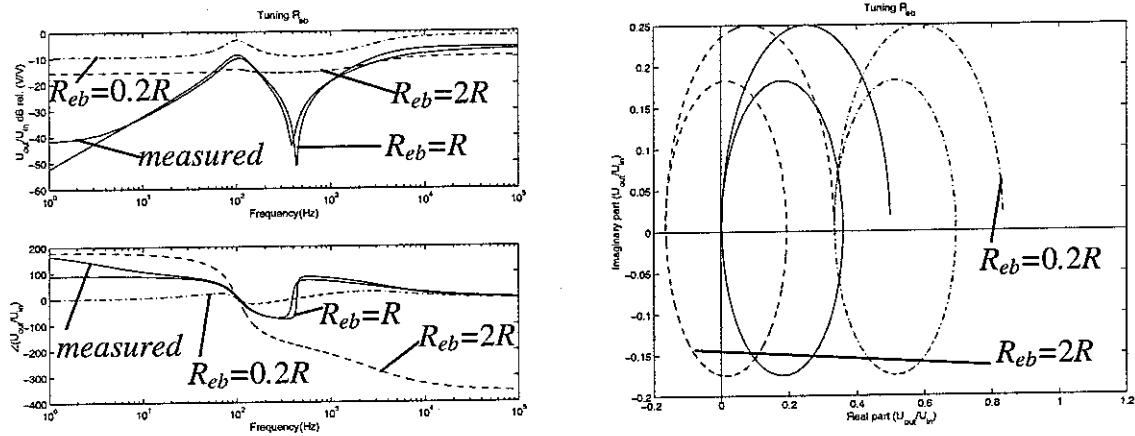 Tuning R_eb
U_out/U_in dB rel. (V/V)
0
−10
−20
−30
−40
−50
−60
R_eb=0.2R
R_eb=2R
measured
R_eb=R
10^0
10^1
10^2
10^3
10^4
10^5
Frequency(Hz)
∠(U_out/U_in)
200
100
0
−100
−200
−300
−400
measured
R_eb=R
R_eb=2R
R_eb=0.2R
10^0
10^1
10^2
10^3
10^4
10^5
Frequency(Hz)
Tuning R_eb
Imaginary part (U_out/U_in)
0.25
0.2
0.15
0.1
0.05
0
−0.05
−0.1
−0.15
−0.2
R_eb=0.2R
R_eb=2R
−0.2
0
0.2
0.4
0.6
0.8
1
1.2
Real part (U_out/U_in)